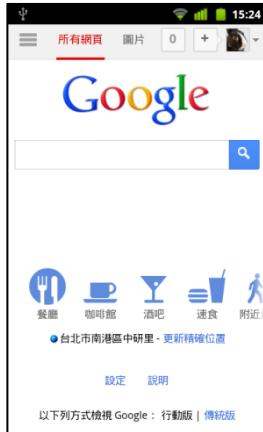 15:24
所有網頁 圖片 0 +
Google
餐廳 咖啡館 酒吧 速食 附近
台北市南港區中研里 - 更新精確位置
設定 說明
以下列方式檢視 Google： 行動版 | 傳統版